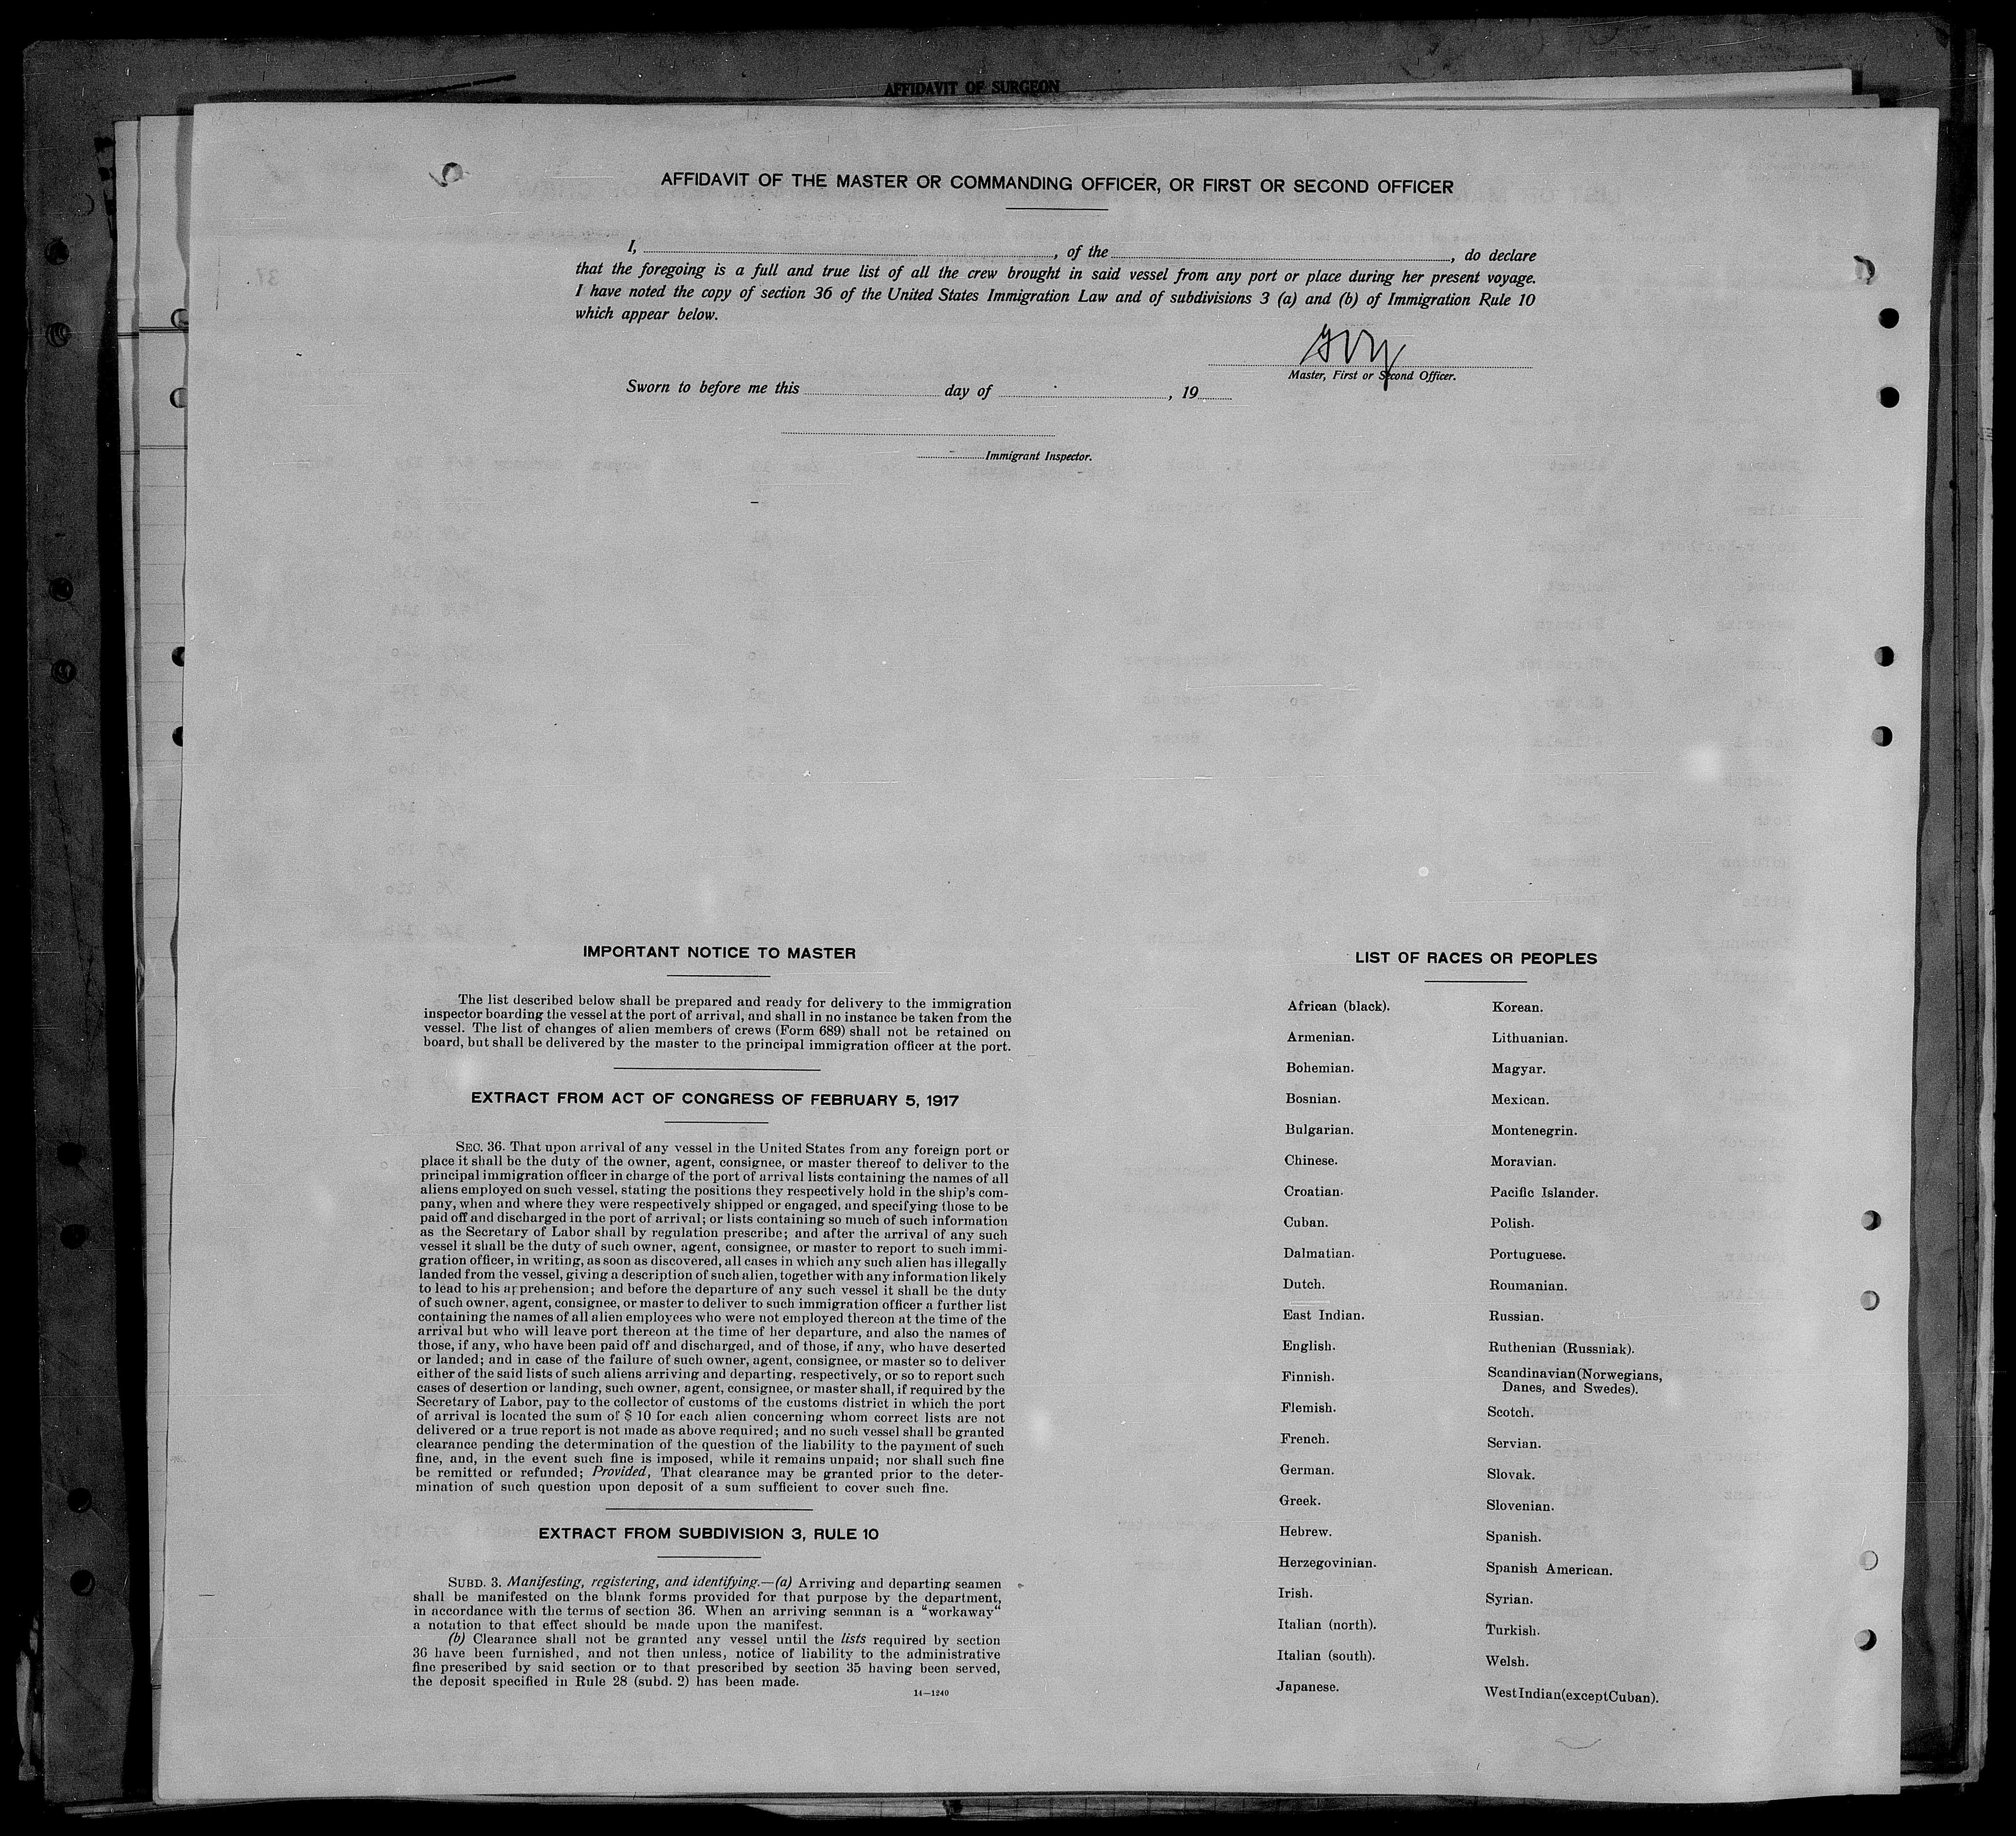 AFFIDAVIT OF SURGEON
AFFIDAVIT OF THE MASTER OR COMMANDING OFFICER, OR FIRST OR SECOND OFFICER
I, , of the , do declare
that the foregoing is a full and true list of all the crew brought in said vessel from any port or place during her present voyage.
I have noted the copy of section 36 of the United States Immigration Law and of subdivisions 3 (a) and (b) of Immigration Rule 10
which appear below.
Master, First or Second Officer.
Sworn to before me this day of , 19
Immigrant Inspector.
IMPORTANT NOTICE TO MASTER
The list described below shall be prepared and ready for delivery to the immigration
inspector boarding the vessel at the port of arrival, and shall in no instance be taken from the
vessel. The list of changes of alien members of crews (Form 689) shall not be retained on
board, but shall be delivered by the master to the principal immigration officer at the port.
EXTRACT FROM ACT OF CONGRESS OF FEBRUARY 5, 1917
SEC. 36. That upon arrival of any vessel in the United States from any foreign port or
place it shall be the duty of the owner, agent, consignee, or master thereof to deliver to the
principal immigration officer in charge of the port of arrival lists containing the names of all
aliens employed on such vessel, stating the positions they respectively hold in the ship's com-
pany, when and where they were respectively shipped or engaged, and specifying those to be
paid off and discharged in the port of arrival; or lists containing so much of such information
as the Secretary of Labor shall by regulation prescribe; and after the arrival of any such
vessel it shall be the duty of such owner, agent, consignee, or master to report to such immi-
gration officer, in writing, as soon as discovered, all cases in which any such alien has illegally
landed from the vessel, giving a description of such alien, together with any information likely
to lead to his apprehension; and before the departure of any such vessel it shall be the duty
of such owner, agent, consignee, or master to deliver to such immigration officer a further list
containing the names of all alien employees who were not employed thereon at the time of the
arrival but who will leave port thereon at the time of her departure, and also the names of
those, if any, who have been paid off and discharged, and of those, if any, who have deserted
or landed; and in case of the failure of such owner, agent, consignee, or master so to deliver
either of the said lists of such aliens arriving and departing, respectively, or so to report such
cases of desertion or landing, such owner, agent, consignee, or master shall, if required by the
Secretary of Labor, pay to the collector of customs of the customs district in which the port
of arrival is located the sum of $ 10 for each alien concerning whom correct lists are not
delivered or a true report is not made as above required; and no such vessel shall be granted
clearance pending the determination of the question of the liability to the payment of such
fine, and, in the event such fine is imposed, while it remains unpaid; nor shall such fine
be remitted or refunded; Provided, That clearance may be granted prior to the deter-
mination of such question upon deposit of a sum sufficient to cover such fine.
EXTRACT FROM SUBDIVISION 3, RULE 10
SUBD. 3. Manifesting, registering, and identifying.—(a) Arriving and departing seamen
shall be manifested on the blank forms provided for that purpose by the department,
in accordance with the terms of section 36. When an arriving seaman is a "workaway"
a notation to that effect should be made upon the manifest.
(b) Clearance shall not be granted any vessel until the lists required by section
36 have been furnished, and not then unless, notice of liability to the administrative
fine prescribed by said section or to that prescribed by section 35 having been served,
the deposit specified in Rule 28 (subd. 2) has been made.
14—1240
LIST OF RACES OR PEOPLES
African (black).
Armenian.
Bohemian.
Bosnian.
Bulgarian.
Chinese.
Croatian.
Cuban.
Dalmatian.
Dutch.
East Indian.
English.
Finnish.
Flemish.
French.
German.
Greek.
Hebrew.
Herzegovinian.
Irish.
Italian (north).
Italian (south).
Japanese.
Korean.
Lithuanian.
Magyar.
Mexican.
Montenegrin.
Moravian.
Pacific Islander.
Polish.
Portuguese.
Roumanian.
Russian.
Ruthenian (Russniak).
Scandinavian (Norwegians,
Danes, and Swedes).
Scotch.
Servian.
Slovak.
Slovenian.
Spanish.
Spanish American.
Syrian.
Turkish.
Welsh.
West Indian (except Cuban).